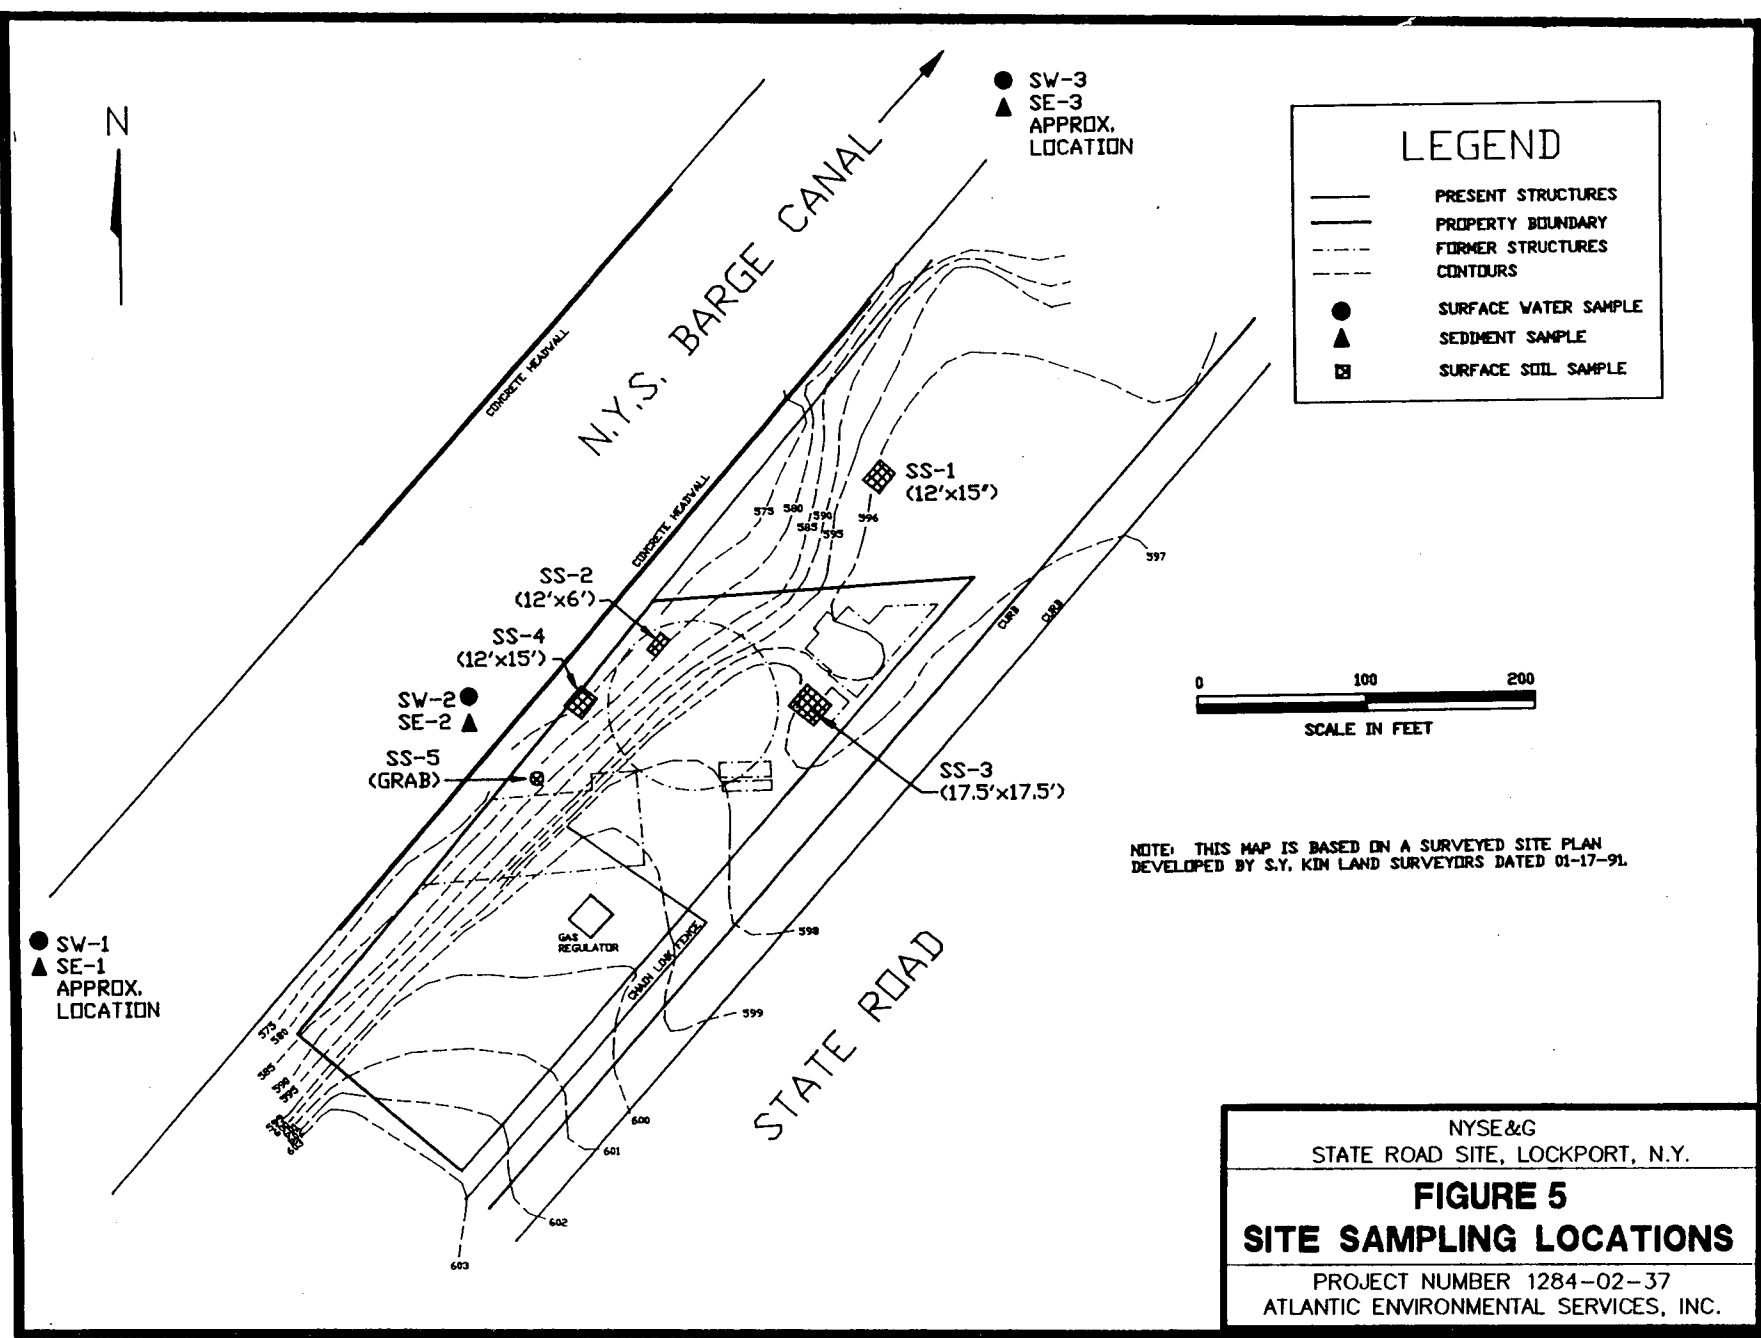 N
SW-3
SE-3
APPROX.
LOCATION
LEGEND
PRESENT STRUCTURES
PROPERTY BOUNDARY
FORMER STRUCTURES
CONTOURS
SURFACE WATER SAMPLE
SEDIMENT SAMPLE
SURFACE SOIL SAMPLE
N.Y.S. BARGE CANAL
CONCRETE HEADWALL
CONCRETE HEADWALL
SS-1
(12'x15')
575
580
590
585
595
596
597
SS-2
(12'x6')
SS-4
(12'x15')
SW-2
SE-2
SS-5
(GRAB)
CURB
CURB
0 100 200
SCALE IN FEET
SS-3
(17.5'x17.5')
NOTE: THIS MAP IS BASED ON A SURVEYED SITE PLAN
DEVELOPED BY S.Y. KIM LAND SURVEYORS DATED 01-17-91.
GAS
REGULATOR
CHAIN LINK FENCE
598
599
600
601
602
603
SW-1
SE-1
APPROX.
LOCATION
575
580
585
590
595
STATE ROAD
NYSE&G
STATE ROAD SITE, LOCKPORT, N.Y.
FIGURE 5
SITE SAMPLING LOCATIONS
PROJECT NUMBER 1284-02-37
ATLANTIC ENVIRONMENTAL SERVICES, INC.